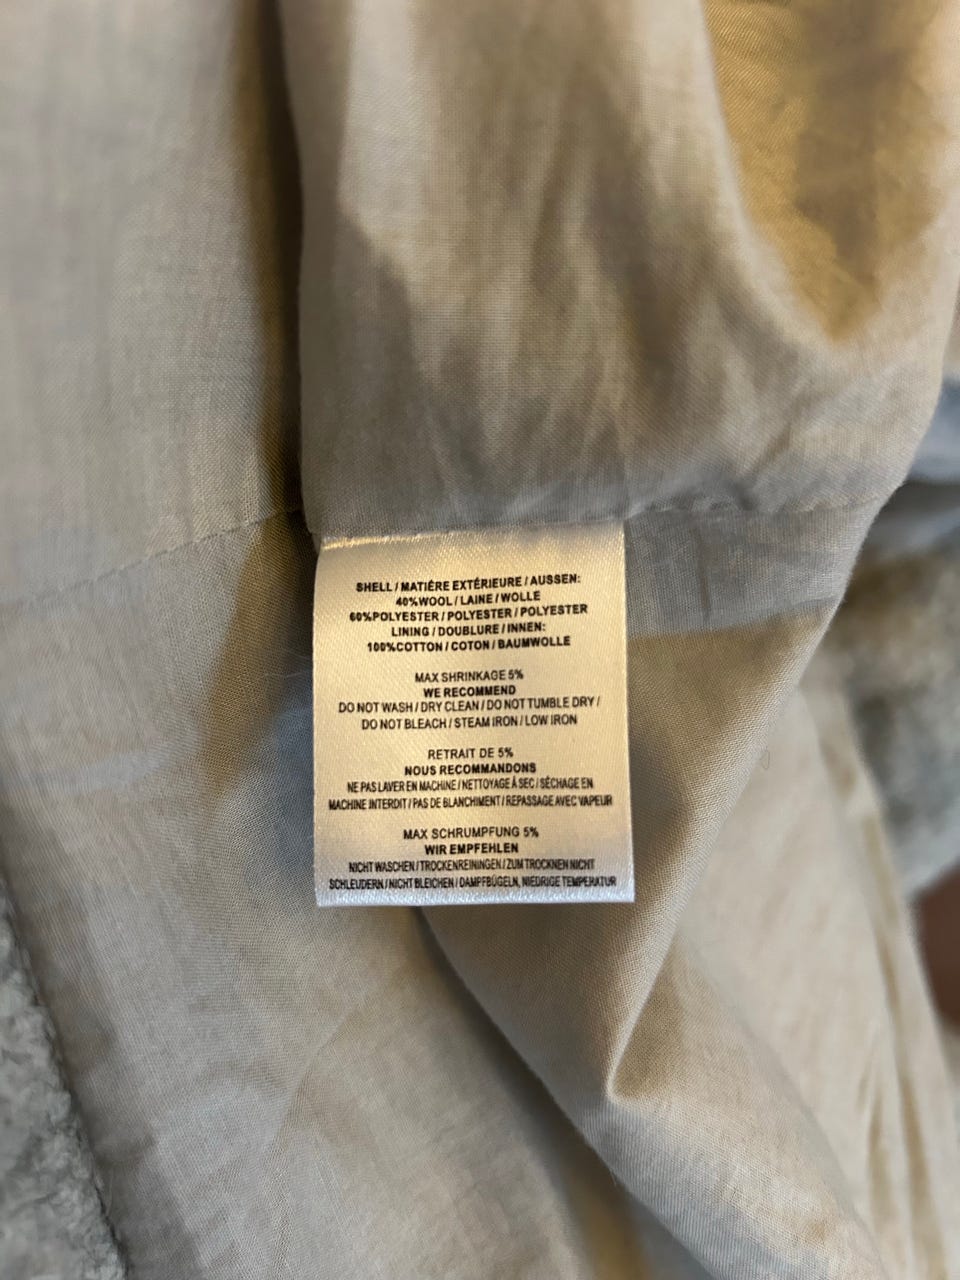 SHELL / MATIÈRE EXTÉRIEURE / AUSSEN:
40%WOOL / LAINE / WOLLE
60%POLYESTER / POLYESTER / POLYESTER
LINING / DOUBLURE / INNEN:
100%COTTON / COTON / BAUMWOLLE
MAX SHRINKAGE 5%
WE RECOMMEND
DO NOT WASH / DRY CLEAN / DO NOT TUMBLE DRY /
DO NOT BLEACH / STEAM IRON / LOW IRON
RETRAIT DE 5%
NOUS RECOMMANDONS
NE PAS LAVER EN MACHINE / NETTOYAGE À SEC / SÉCHAGE EN
MACHINE INTERDIT / PAS DE BLANCHIMENT / REPASSAGE AVEC VAPEUR
MAX SCHRUMPFUNG 5%
WIR EMPFEHLEN
NICHT WASCHEN / TROCKENREININGEN / ZUM TROCKNEN NICHT
SCHLEUDERN / NICHT BLEICHEN / DAMPFBÜGELN, NIEDRIGE TEMPERATUR